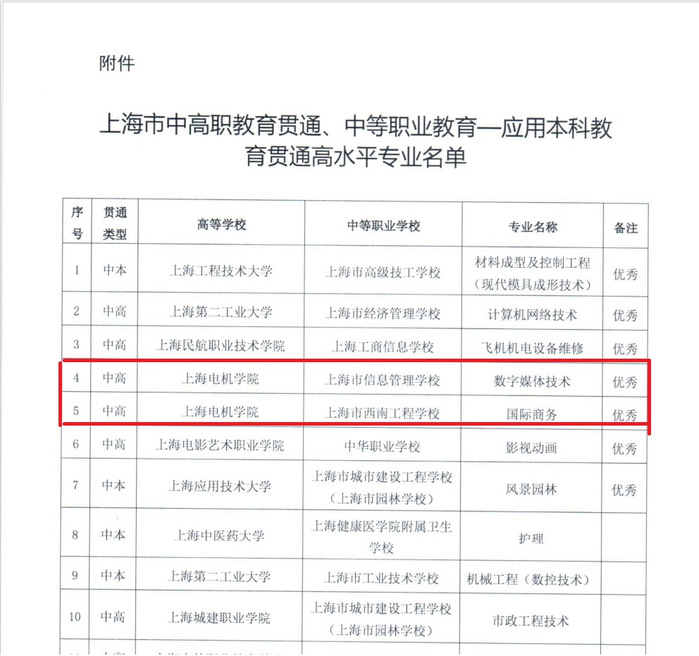 附件
上海市中高职教育贯通、中等职业教育—应用本科教
育贯通高水平专业名单
序号 贯通类型 高等学校 中等职业学校 专业名称 备注
1 中本 上海工程技术大学 上海市高级技工学校 材料成型及控制工程（现代模具成形技术） 优秀
2 中高 上海第二工业大学 上海市经济管理学校 计算机网络技术 优秀
3 中高 上海民航职业技术学院 上海工商信息学校 飞机机电设备维修 优秀
4 中高 上海电机学院 上海市信息管理学校 数字媒体技术 优秀
5 中高 上海电机学院 上海市西南工程学校 国际商务 优秀
6 中高 上海电影艺术职业学院 中华职业学校 影视动画 优秀
7 中本 上海应用技术大学 上海市城市建设工程学校（上海市园林学校） 风景园林 优秀
8 中本 上海中医药大学 上海健康医学院附属卫生学校 护理
9 中本 上海第二工业大学 上海市工业技术学校 机械工程（数控技术）
10 中高 上海城建职业学院 上海市城市建设工程学校（上海市园林学校） 市政工程技术